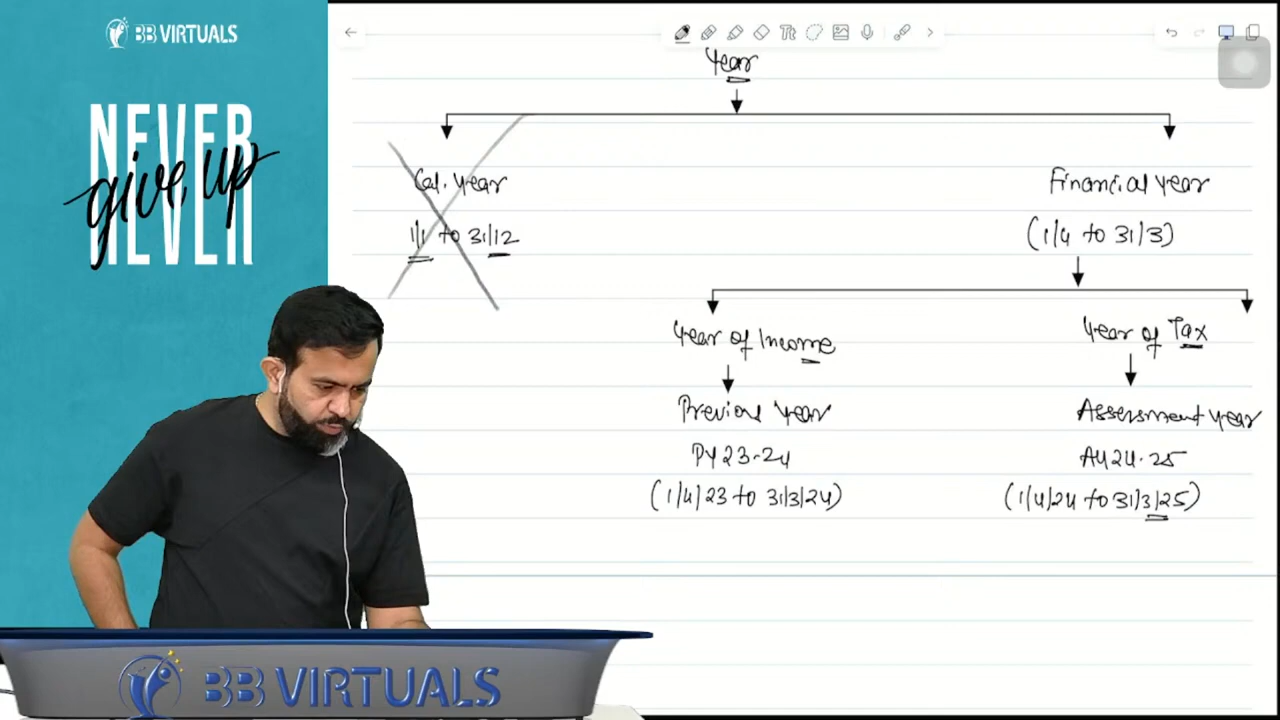 BB VIRTUALS
NEVER
give up
NEVER
Year
Cal. Year
1/1 to 31/12
Financial Year
(1/4 to 31/3)
Year of Income
Year of Tax
Previous Year
Assessment Year
PY 23-24
AY 24-25
(1/4/23 to 31/3/24)
(1/4/24 to 31/3/25)
BB VIRTUALS